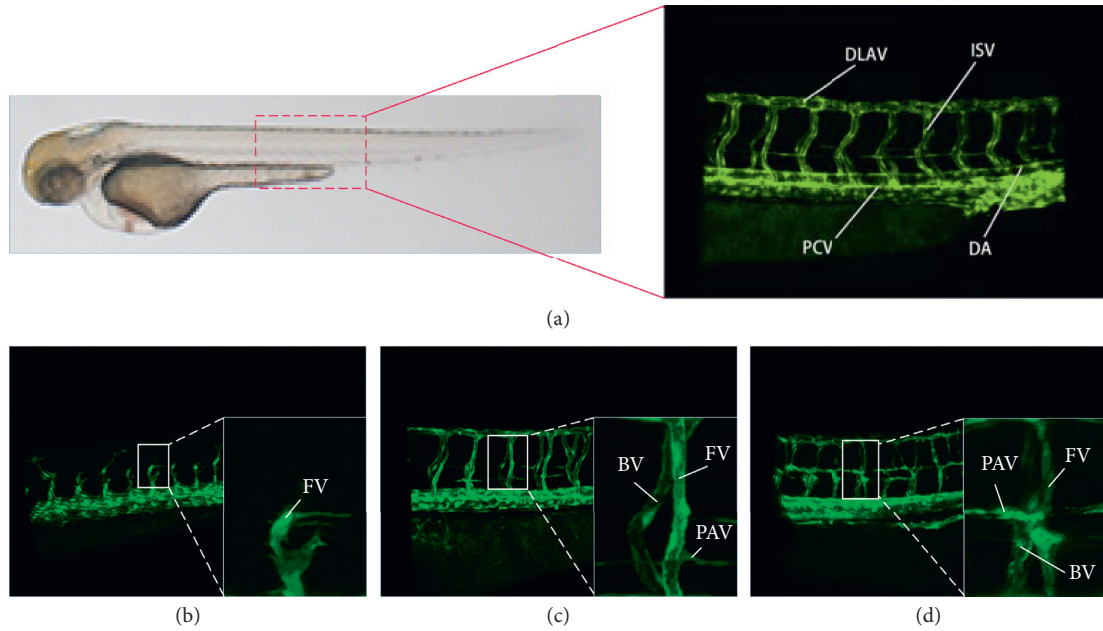 DLAV
ISV
PCV
DA
(a)
FV
BV
FV
PAV
PAV
FV
BV
(b)
(c)
(d)